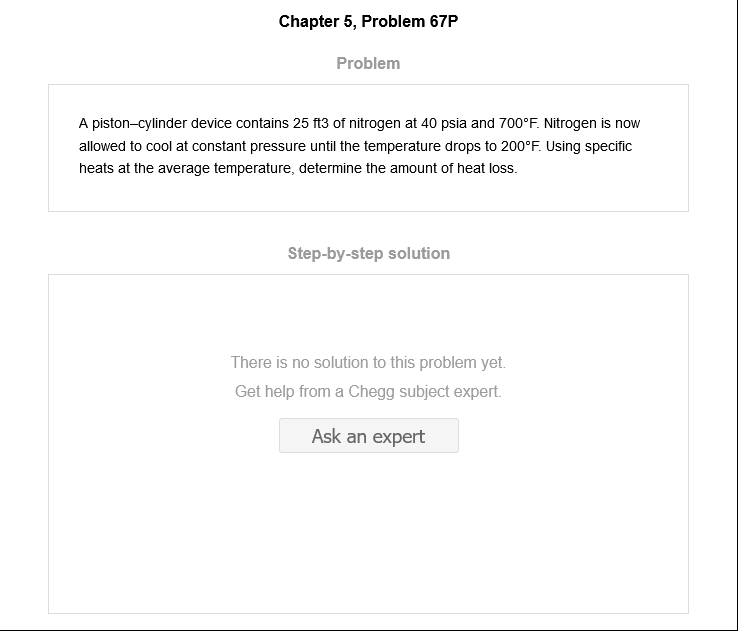 Chapter 5, Problem 67P
Problem
A piston–cylinder device contains 25 ft3 of nitrogen at 40 psia and 700°F. Nitrogen is now
allowed to cool at constant pressure until the temperature drops to 200°F. Using specific
heats at the average temperature, determine the amount of heat loss.
Step-by-step solution
There is no solution to this problem yet.
Get help from a Chegg subject expert.
Ask an expert